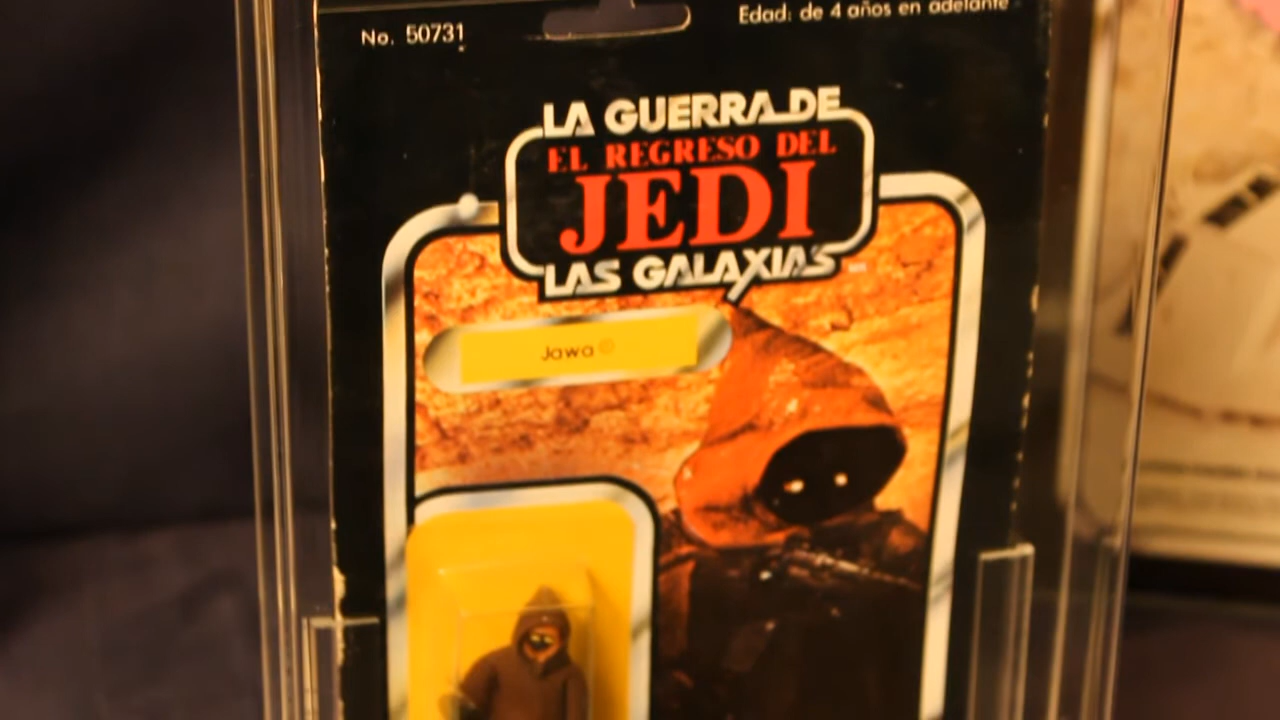 No. 50731
Edad: de 4 años en adelante
LA GUERRA DE
EL REGRESO DEL
JEDI
LAS GALAXIAS
Jawa ©